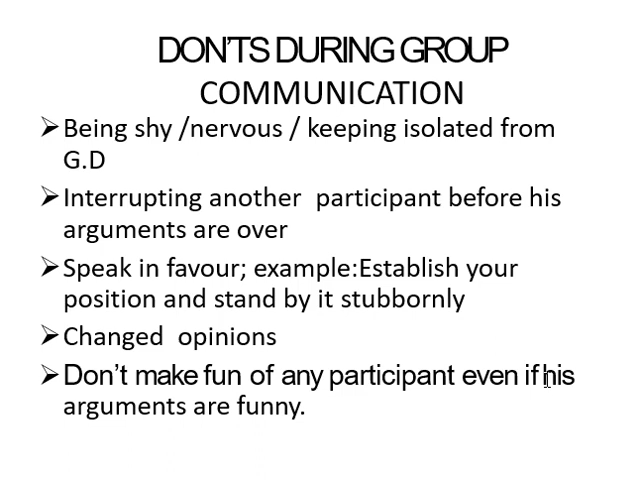 DON'TS DURING GROUP
COMMUNICATION
➢Being shy /nervous / keeping isolated from
G.D
➢Interrupting another participant before his
arguments are over
➢Speak in favour; example:Establish your
position and stand by it stubbornly
➢Changed opinions
➢Don't make fun of any participant even if his
arguments are funny.